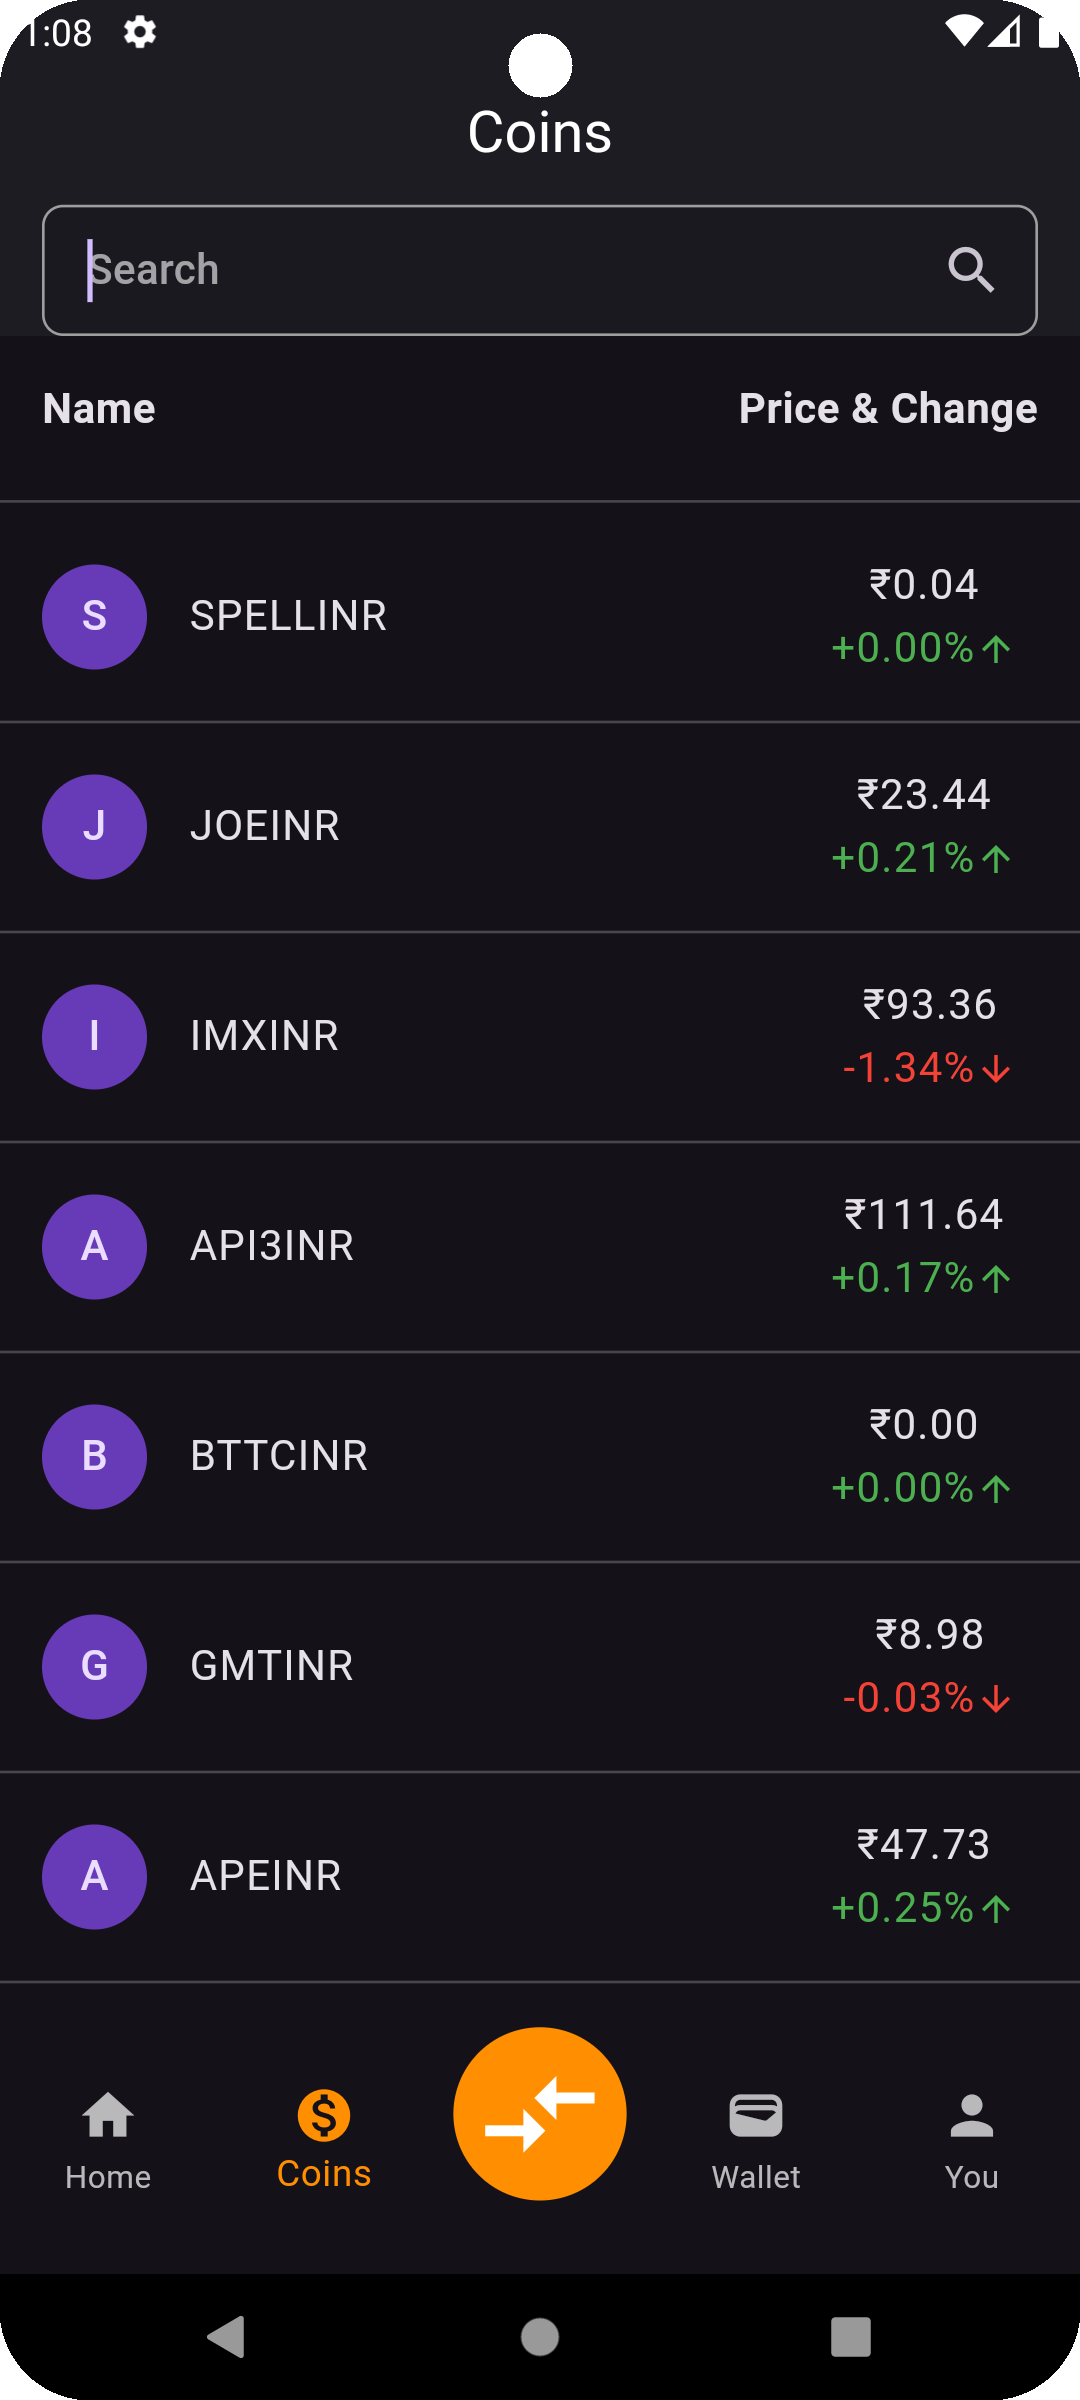 1:08
Coins
Search
Name Price & Change
S SPELLINR ₹0.04
+0.00%
J JOEINR ₹23.44
+0.21%
I IMXINR ₹93.36
-1.34%
A API3INR ₹111.64
+0.17%
B BTTCINR ₹0.00
+0.00%
G GMTINR ₹8.98
-0.03%
A APEINR ₹47.73
+0.25%
Home Coins Wallet You